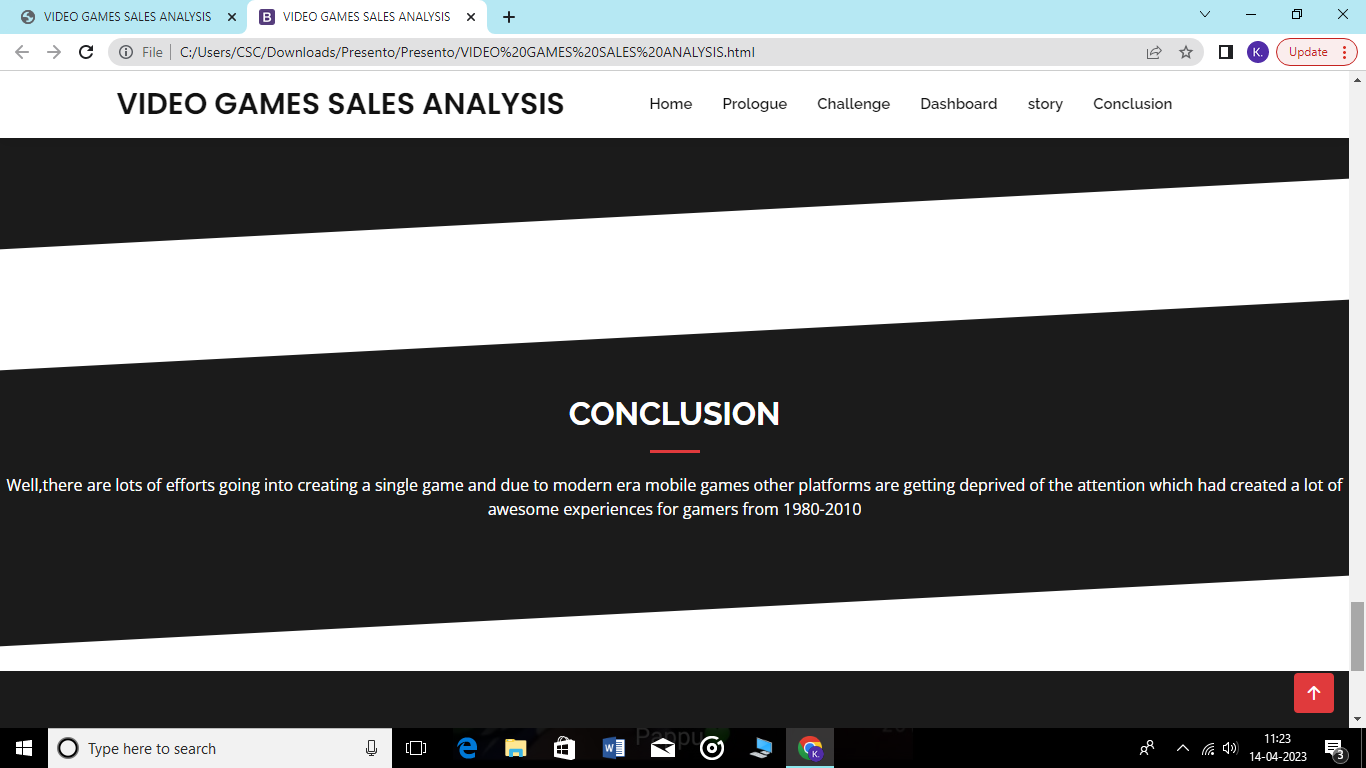 VIDEO GAMES SALES ANALYSIS
VIDEO GAMES SALES ANALYSIS
File
C:/Users/CSC/Downloads/Presento/Presento/VIDEO%20GAMES%20SALES%20ANALYSIS.html
K.
Update
VIDEO GAMES SALES ANALYSIS
Home
Prologue
Challenge
Dashboard
story
Conclusion
CONCLUSION
Well,there are lots of efforts going into creating a single game and due to modern era mobile games other platforms are getting deprived of the attention which had created a lot of
awesome experiences for gamers from 1980-2010
Type here to search
Pappu
11:23
14-04-2023
3